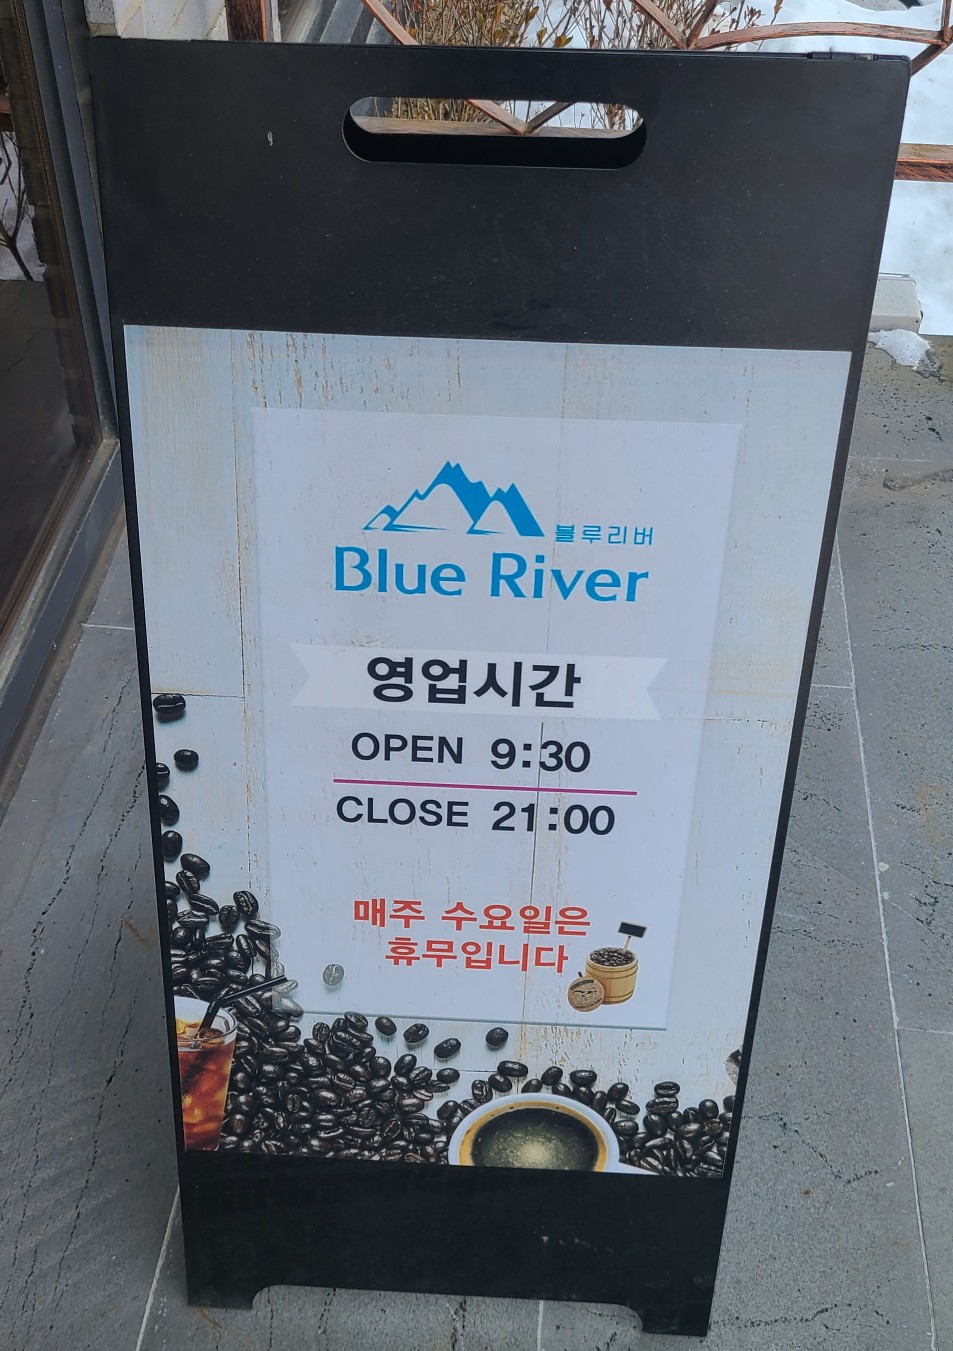 블루리버
Blue River
영업시간
OPEN 9:30
CLOSE 21:00
매주 수요일은
휴무입니다